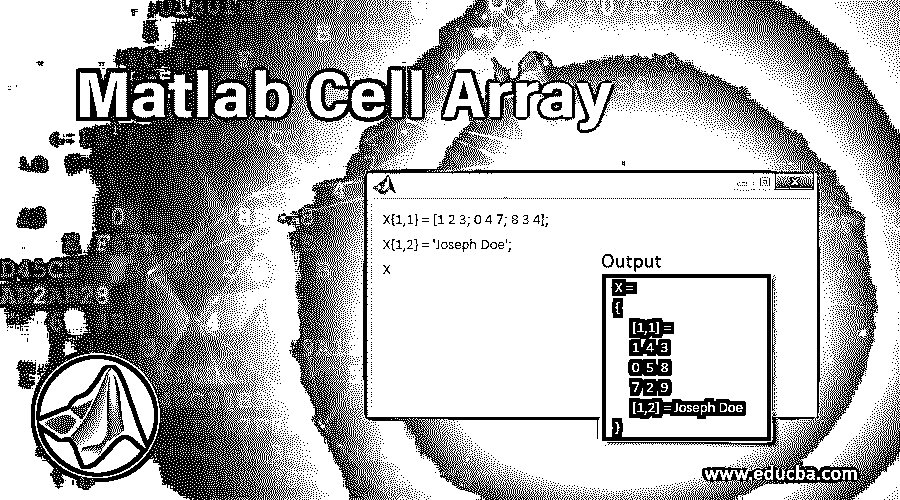 Matlab Cell Array
X{1,1} = [1 2 3; 0 4 7; 8 3 4];
X{1,2} = 'Joseph Doe';
X
Output
X =
{
[1,1] =
1 4 3
0 5 8
7 2 9
[1,2] = Joseph Doe
}
www.educba.com